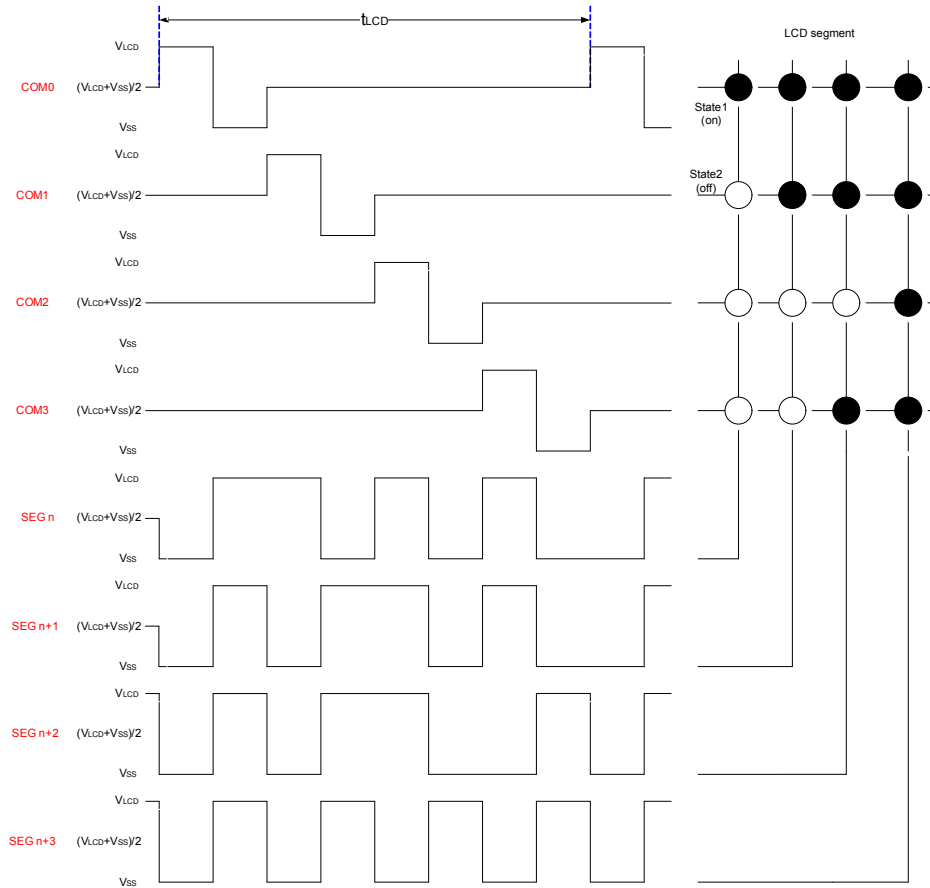 tLCD
LCD segment
VLCD
COM0 (VLCD+VSS)/2
VSS
State1
(on)
VLCD
COM1 (VLCD+VSS)/2
VSS
State2
(off)
VLCD
COM2 (VLCD+VSS)/2
VSS
VLCD
COM3 (VLCD+VSS)/2
VSS
VLCD
SEG n (VLCD+VSS)/2
VSS
VLCD
SEG n+1 (VLCD+VSS)/2
VSS
VLCD
SEG n+2 (VLCD+VSS)/2
VSS
VLCD
SEG n+3 (VLCD+VSS)/2
VSS